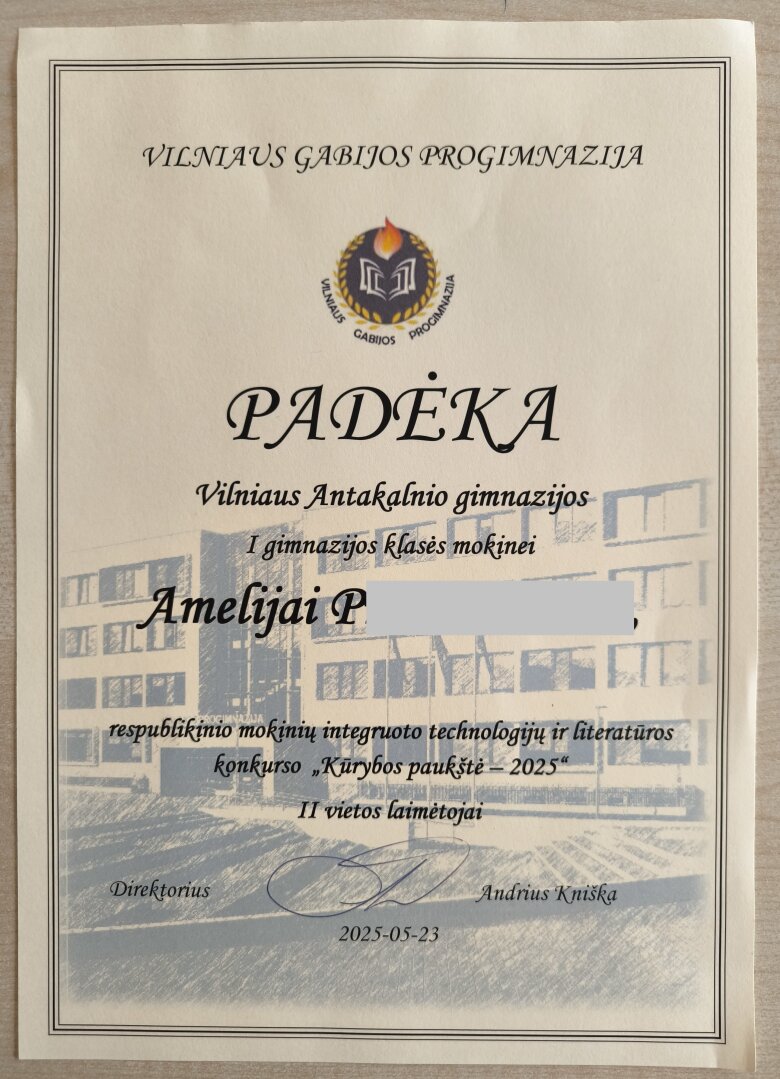 VILNIAUS GABIJOS PROGIMNAZIJA
VILNIAUS GABIJOS PROGIMNAZIJA
PADĖKA
Vilniaus Antakalnio gimnazijos
I gimnazijos klasės mokinei
Amelijai P
PROGIMNAZIJA
respublikinio mokinių integruoto technologijų ir literatūros
konkurso „Kūrybos paukštė – 2025“
II vietos laimėtojai
Direktorius Andrius Kniška
2025-05-23